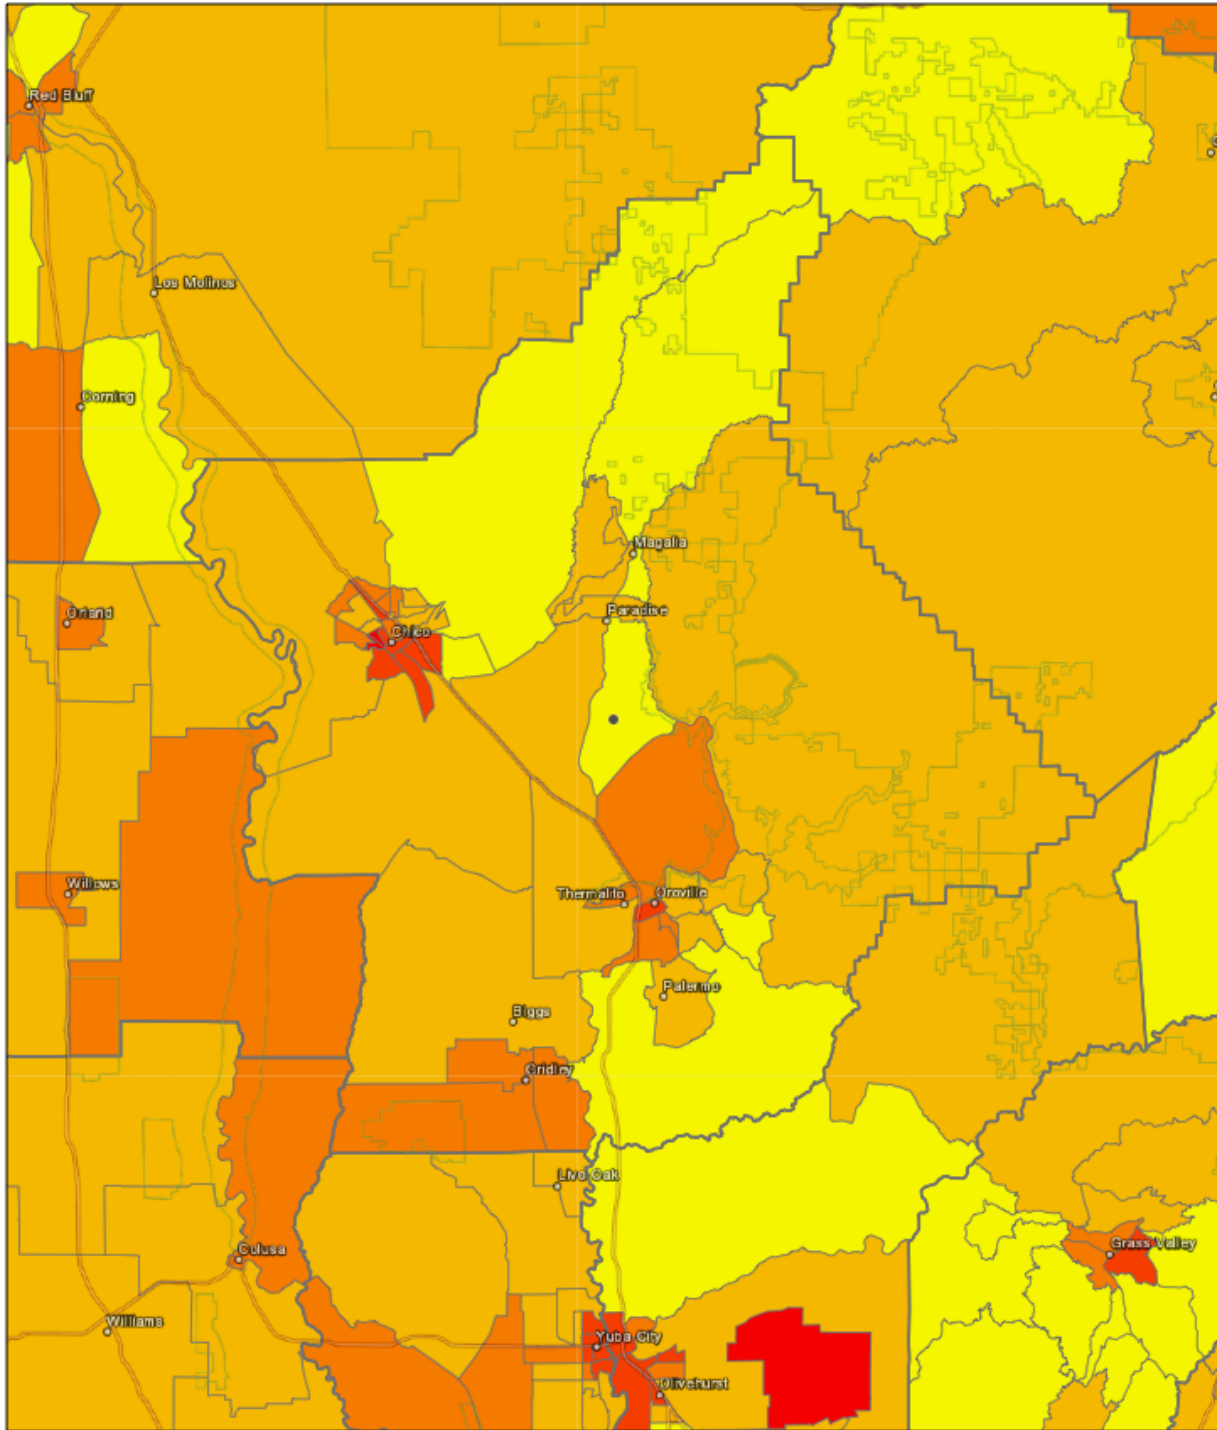 Red Bluff
Los Molinos
Corning
Magalia
Orland
Paradise
Chico
Willows
Thermalito
Oroville
Palermo
Biggs
Gridley
Live Oak
Colusa
Grass Valley
Williams
Yuba City
Olivehurst